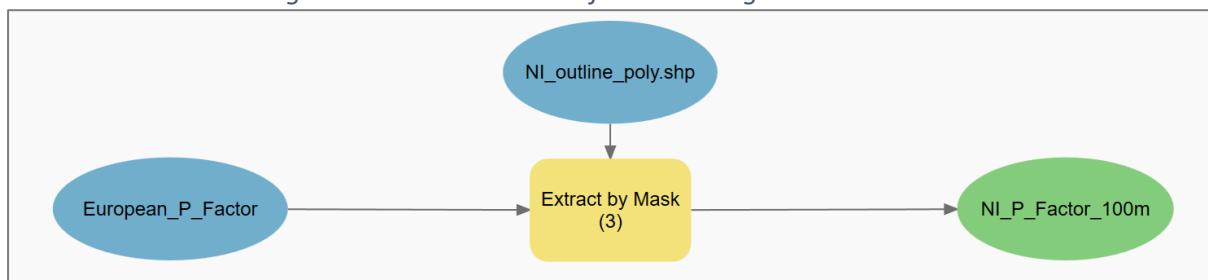 NI_outline_poly.shp
European_P_Factor
Extract by Mask
(3)
NI_P_Factor_100m